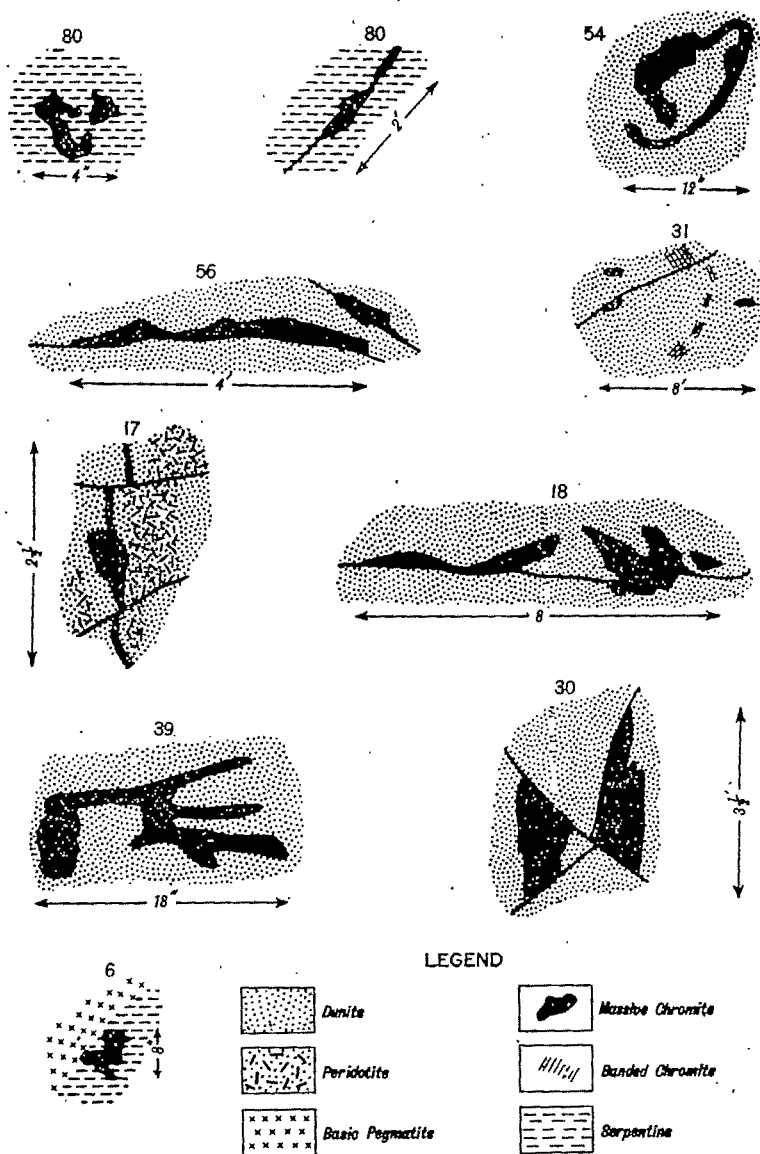 80
80
54
4"
2'
12"
56
31
4'
8'
17
18
2½'
8
39
30
3½'
18"
6
8"
LEGEND
Dunite
Massive Chromite
Peridotite
Banded Chromite
Basic Pegmatite
Serpentine